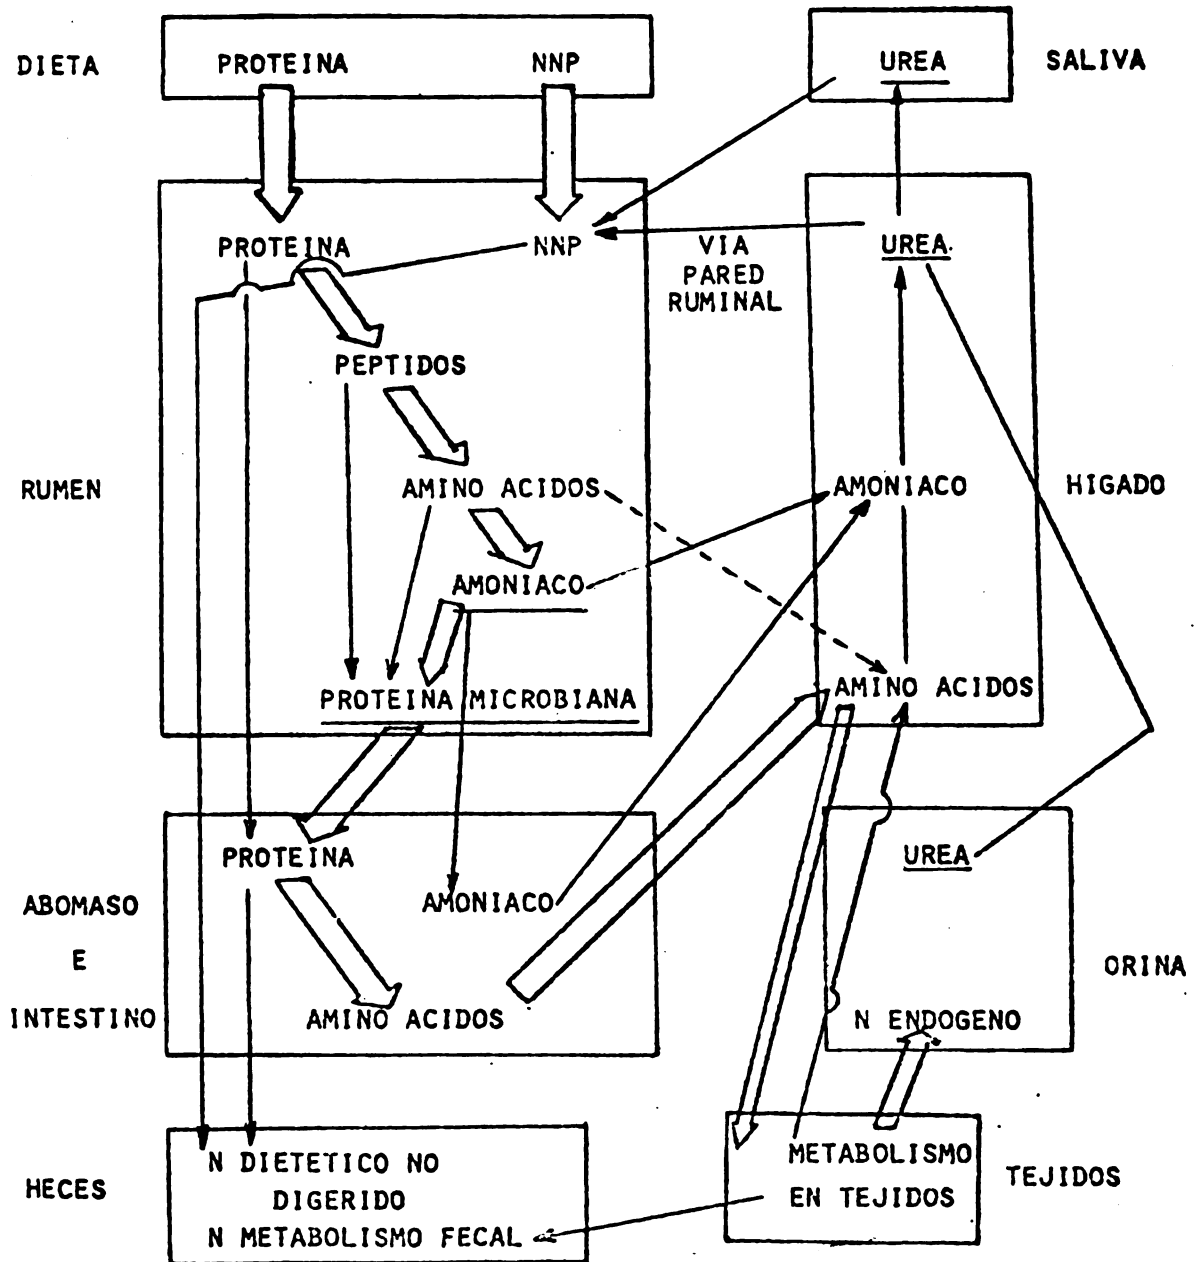 DIETA
PROTEINA
NNP
UREA
SALIVA
PROTEINA
NNP
VIA
PARED
RUMINAL
UREA
PEPTIDOS
RUMEN
AMINO ACIDOS
AMONIACO
HIGADO
AMONIACO
PROTEINA MICROBIANA
AMINO ACIDOS
PROTEINA
UREA
ABOMASO
E
INTESTINO
AMONIACO
ORINA
AMINO ACIDOS
N ENDOGENO
HECES
N DIETETICO NO
DIGERIDO
N METABOLISMO FECAL
METABOLISMO
EN TEJIDOS
TEJIDOS